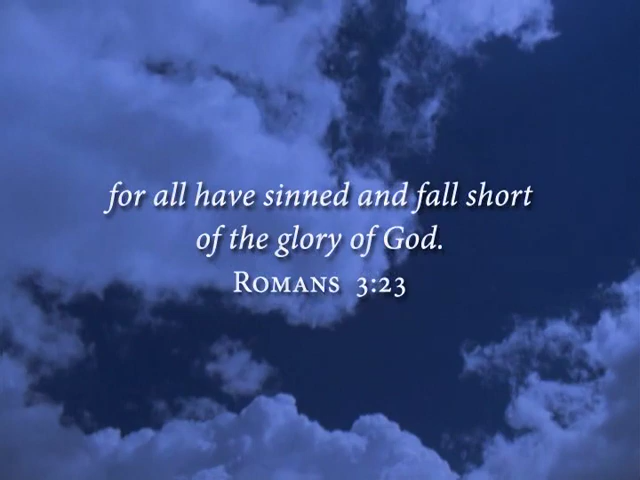 for all have sinned and fall short
of the glory of God.
Romans 3:23